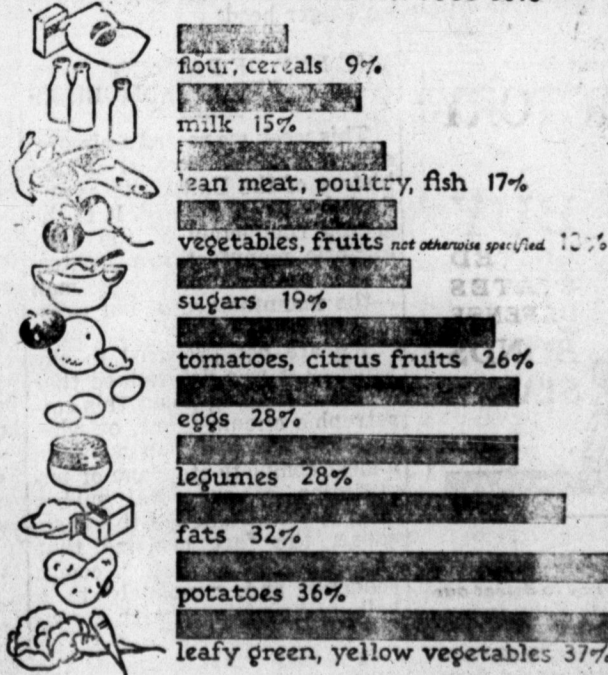 flour, cereals 9%
milk 15%
lean meat, poultry, fish 17%
vegetables, fruits not otherwise specified
sugars 19%
tomatoes, citrus fruits 26%
eggs 28%
legumes 28%
fats 32%
potatoes 36%
leafy green, yellow vegetables 37%